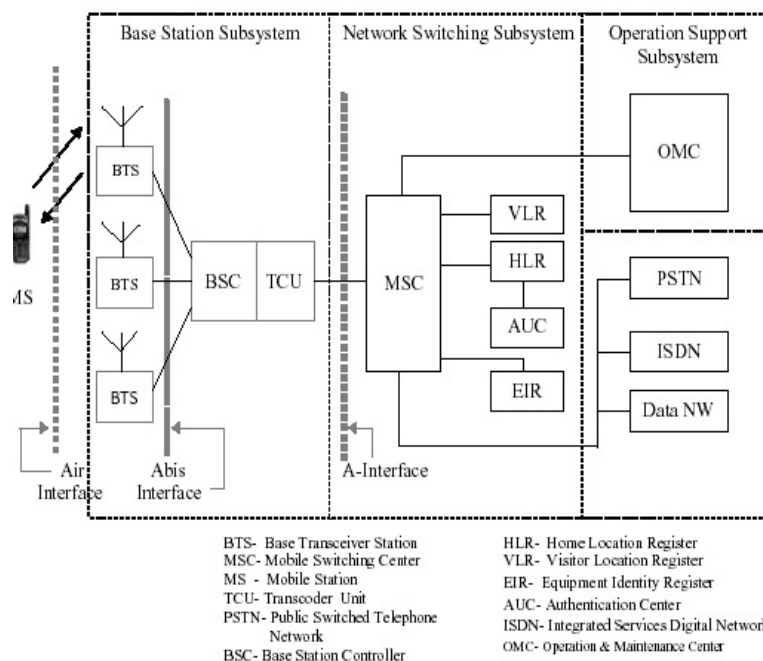 Base Station Subsystem
Network Switching Subsystem
Operation Support
Subsystem
BTS
BTS
BTS
MS
BSC
TCU
MSC
VLR
HLR
AUC
EIR
OMC
PSTN
ISDN
Data NW
Air
Interface
Abis
Interface
A-Interface
BTS- Base Transceiver Station
MSC- Mobile Switching Center
MS - Mobile Station
TCU- Transcoder Unit
PSTN- Public Switched Telephone
Network
BSC- Base Station Controller
HLR- Home Location Register
VLR- Visitor Location Register
EIR- Equipment Identity Register
AUC- Authentication Center
ISDN- Integrated Services Digital Network
OMC- Operation & Maintenance Center